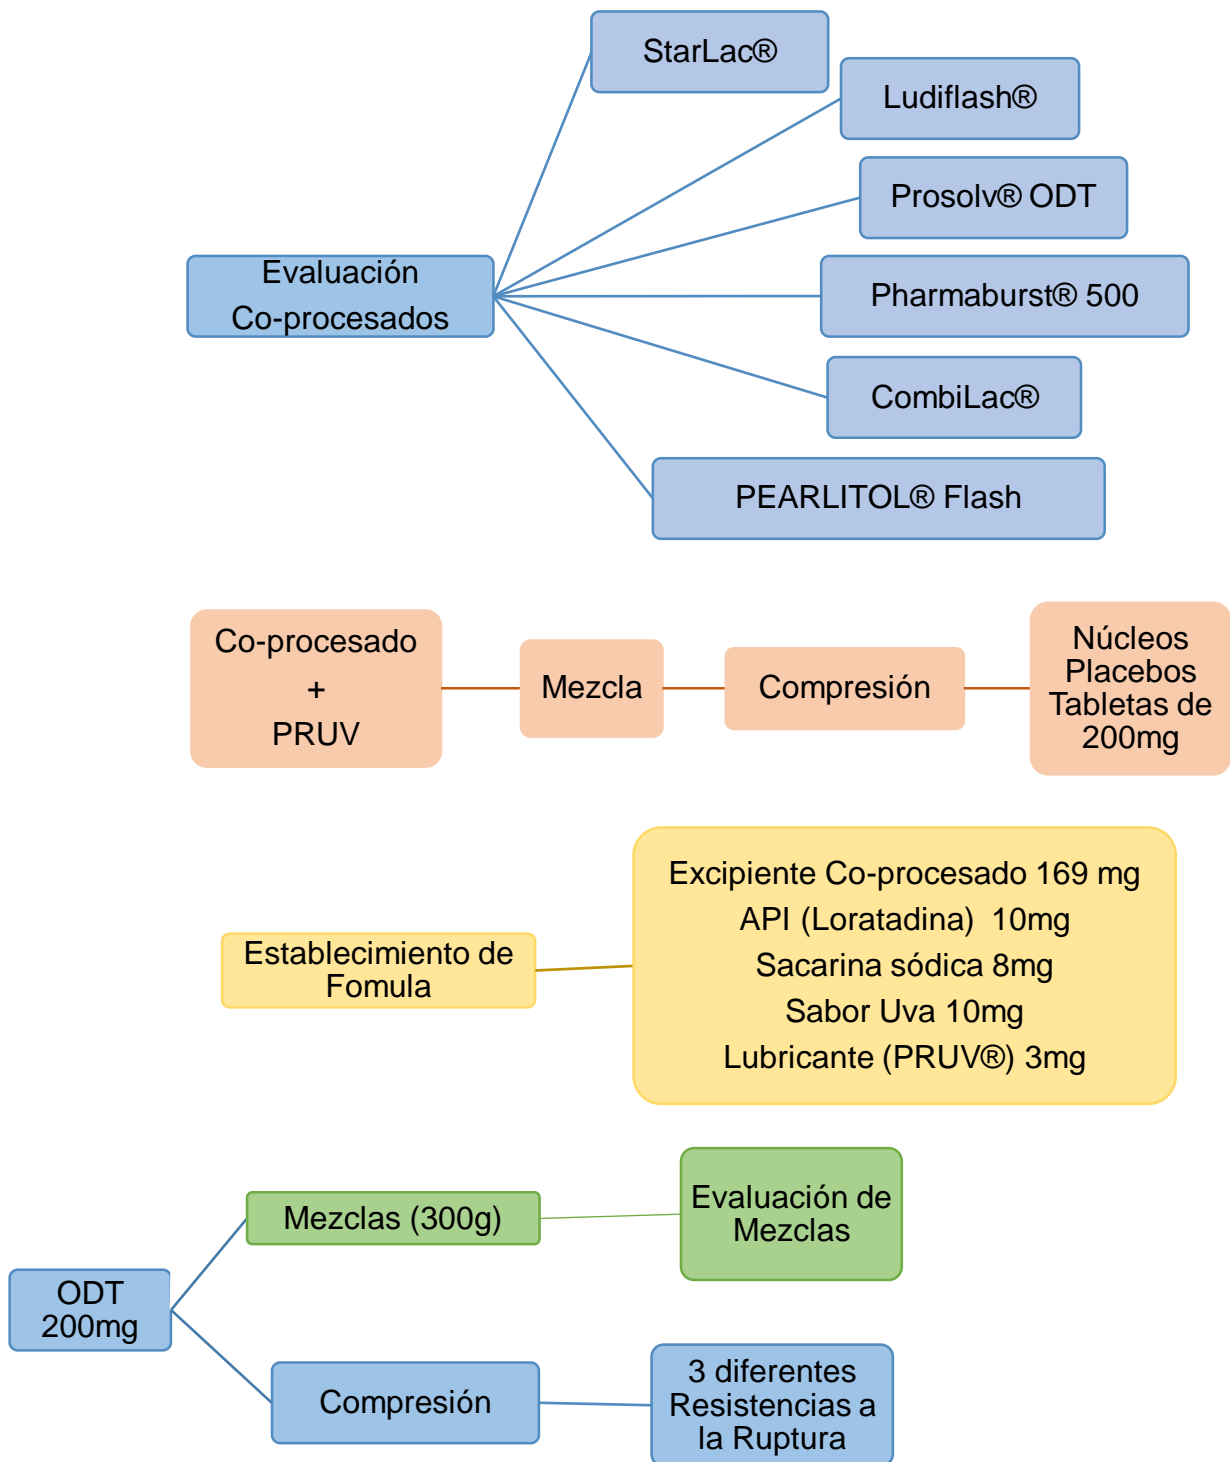 StarLac®
Ludiflash®
Prosolv® ODT
Evaluación
Co-procesados
Pharmaburst® 500
CombiLac®
PEARLITOL® Flash
Co-procesado
+
PRUV
Mezcla
Compresión
Núcleos
Placebos
Tabletas de
200mg
Establecimiento de
Fomula
Excipiente Co-procesado 169 mg
API (Loratadina) 10mg
Sacarina sódica 8mg
Sabor Uva 10mg
Lubricante (PRUV®) 3mg
ODT
200mg
Mezclas (300g)
Evaluación de
Mezclas
Compresión
3 diferentes
Resistencias a
la Ruptura